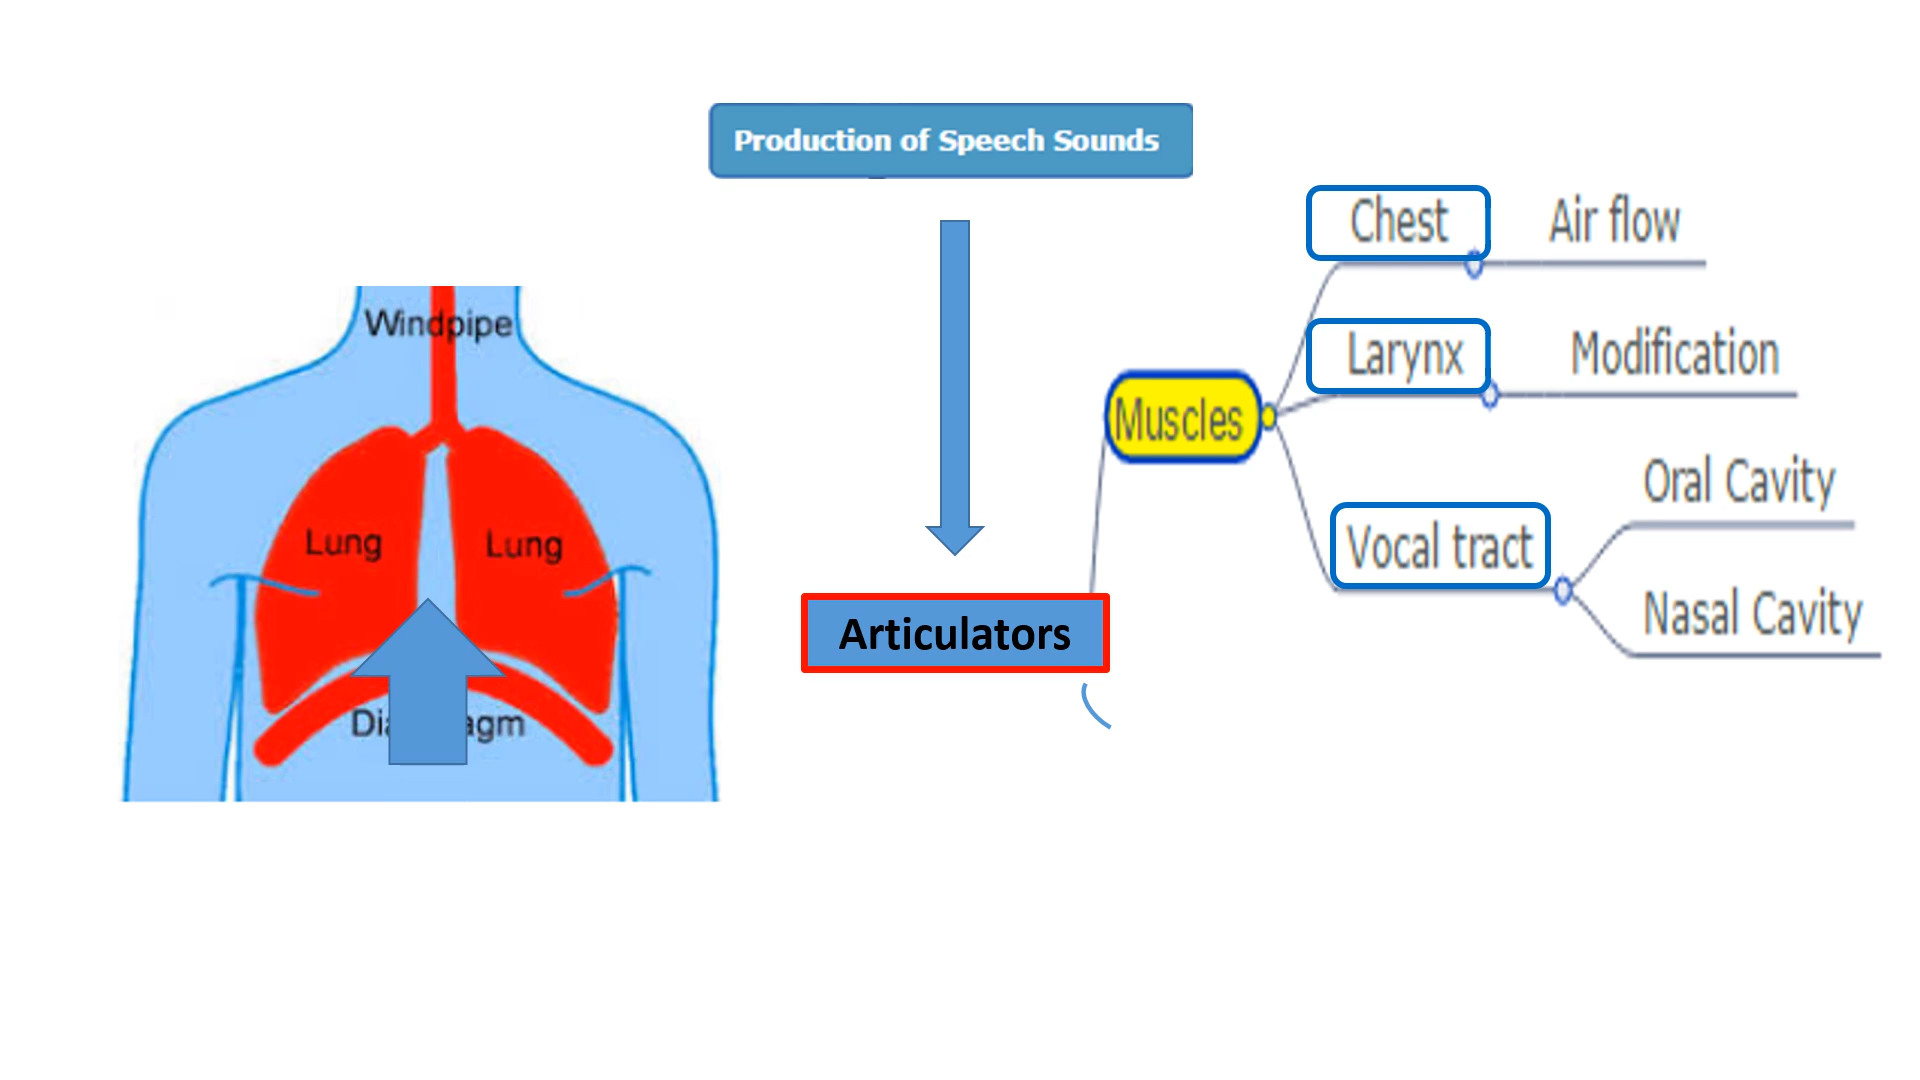 Production of Speech Sounds
Windpipe
Lung
Lung
Articulators
Muscles
Chest
Air flow
Larynx
Modification
Vocal tract
Oral Cavity
Nasal Cavity